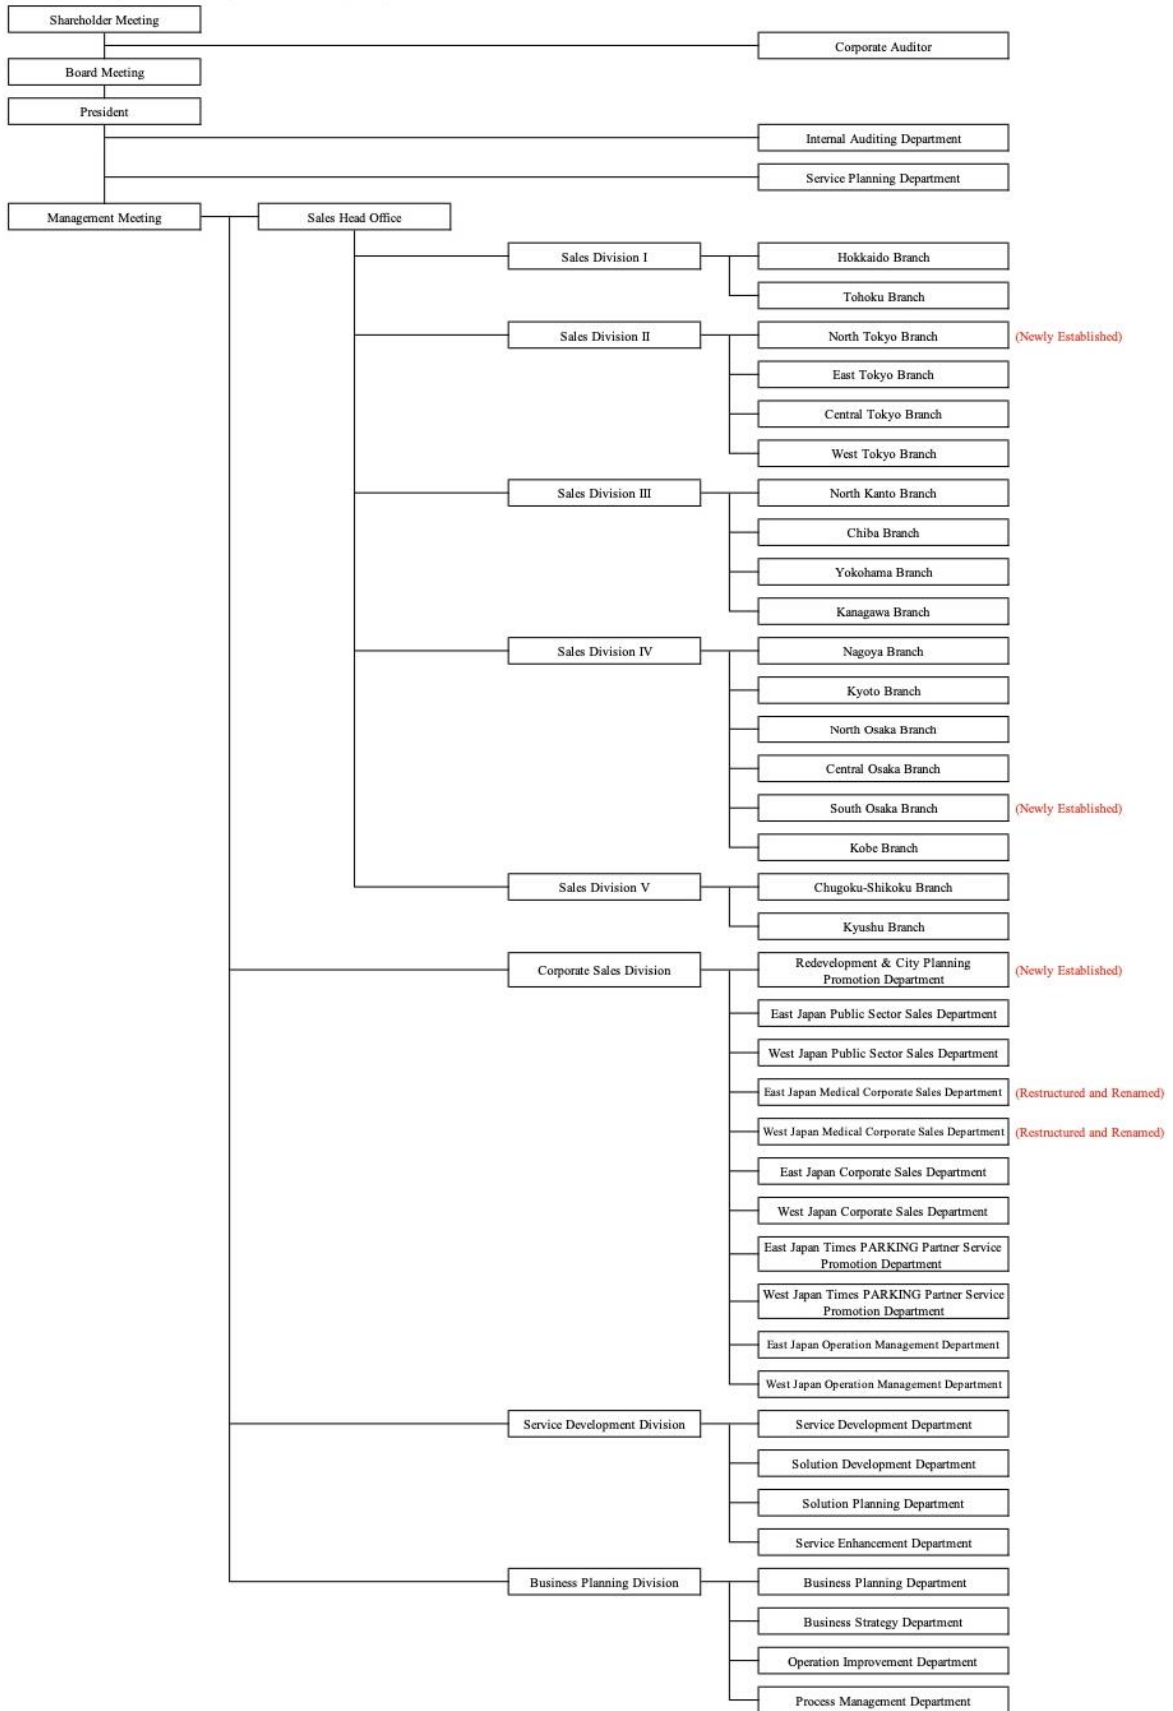 Shareholder Meeting
Corporate Auditor
Board Meeting
President
Internal Auditing Department
Service Planning Department
Management Meeting
Sales Head Office
Sales Division I
Hokkaido Branch
Tohoku Branch
Sales Division II
North Tokyo Branch
(Newly Established)
East Tokyo Branch
Central Tokyo Branch
West Tokyo Branch
Sales Division III
North Kanto Branch
Chiba Branch
Yokohama Branch
Kanagawa Branch
Sales Division IV
Nagoya Branch
Kyoto Branch
North Osaka Branch
Central Osaka Branch
South Osaka Branch
(Newly Established)
Kobe Branch
Sales Division V
Chugoku-Shikoku Branch
Kyushu Branch
Corporate Sales Division
Redevelopment & City Planning
Promotion Department
(Newly Established)
East Japan Public Sector Sales Department
West Japan Public Sector Sales Department
East Japan Medical Corporate Sales Department
(Restructured and Renamed)
West Japan Medical Corporate Sales Department
(Restructured and Renamed)
East Japan Corporate Sales Department
West Japan Corporate Sales Department
East Japan Times PARKING Partner Service
Promotion Department
West Japan Times PARKING Partner Service
Promotion Department
East Japan Operation Management Department
West Japan Operation Management Department
Service Development Division
Service Development Department
Solution Development Department
Solution Planning Department
Service Enhancement Department
Business Planning Division
Business Planning Department
Business Strategy Department
Operation Improvement Department
Process Management Department